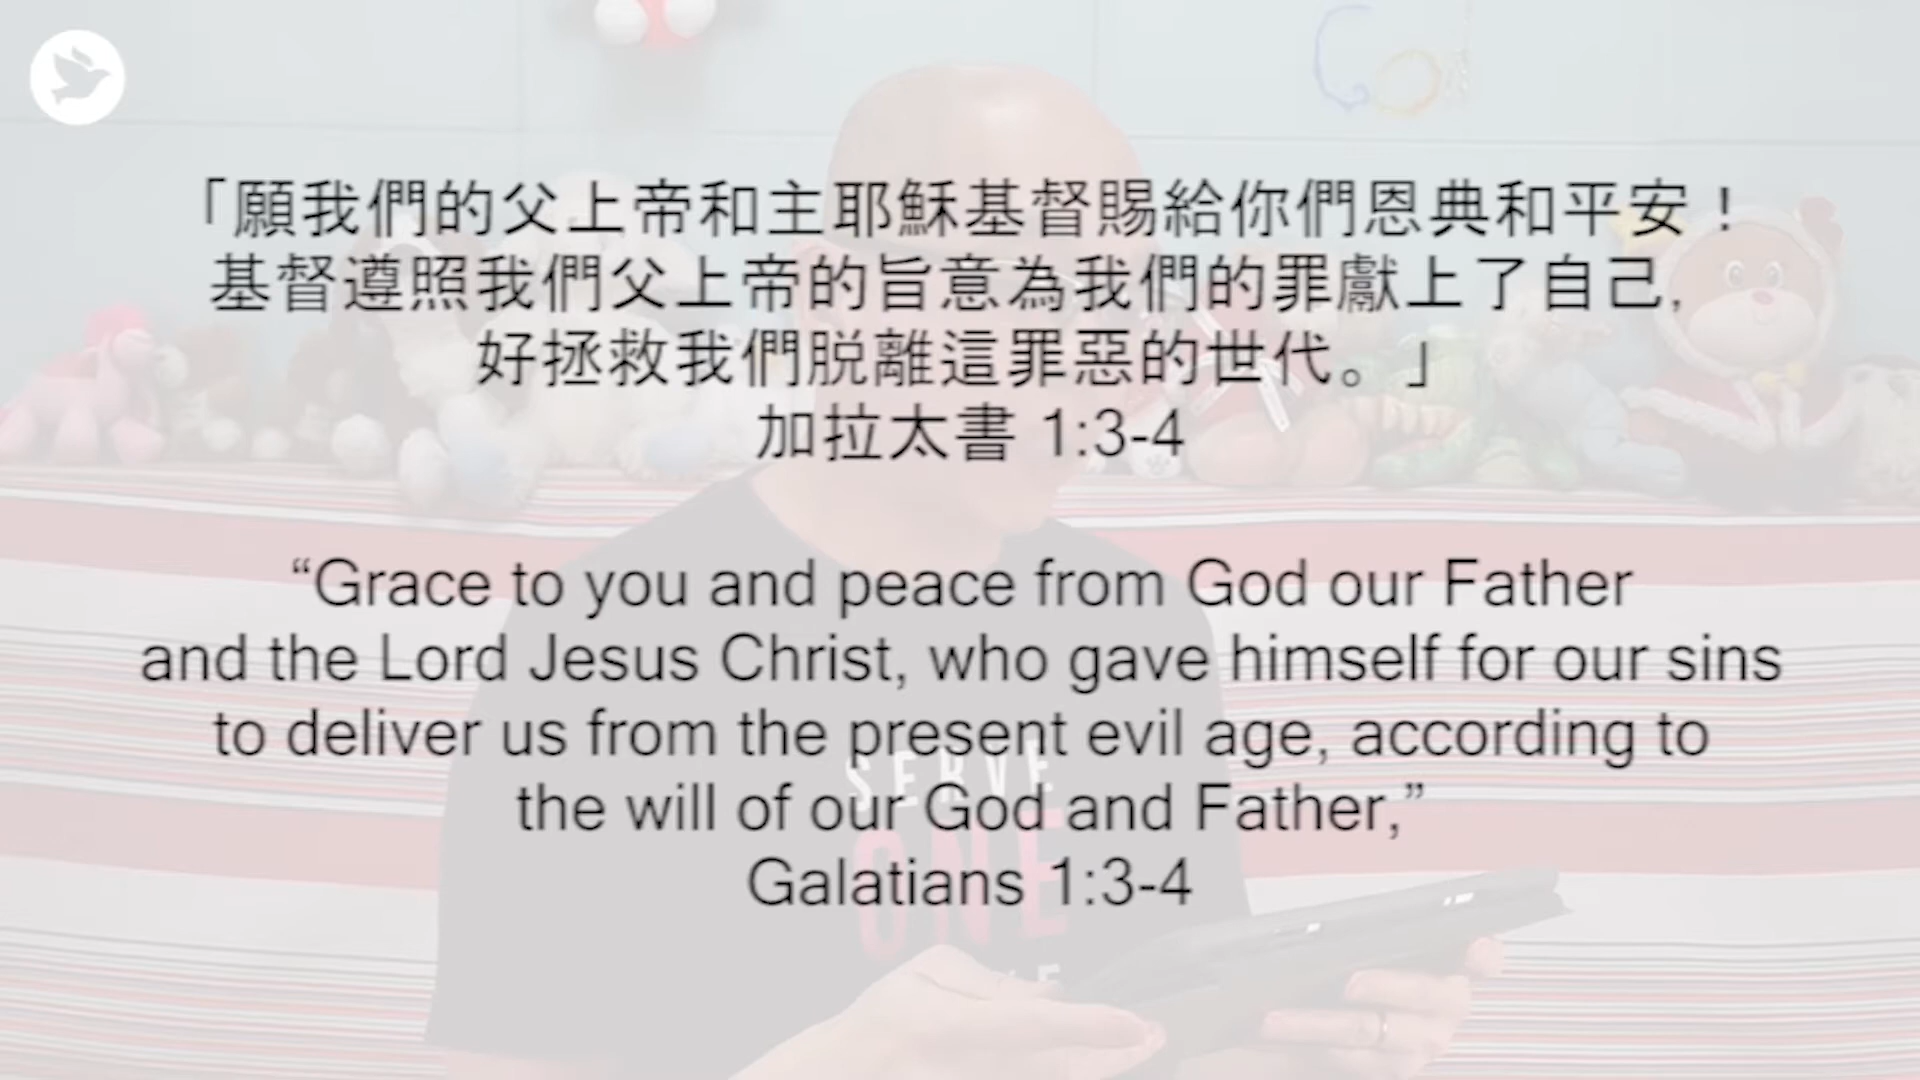 「願我們的父上帝和主耶穌基督賜給你們恩典和平安！
基督遵照我們父上帝的旨意為我們的罪獻上了自己,
好拯救我們脱離這罪惡的世代。」
加拉太書 1:3-4
“Grace to you and peace from God our Father
and the Lord Jesus Christ, who gave himself for our sins
to deliver us from the present evil age, according to
the will of our God and Father,”
Galatians 1:3-4
SERVE
ONE